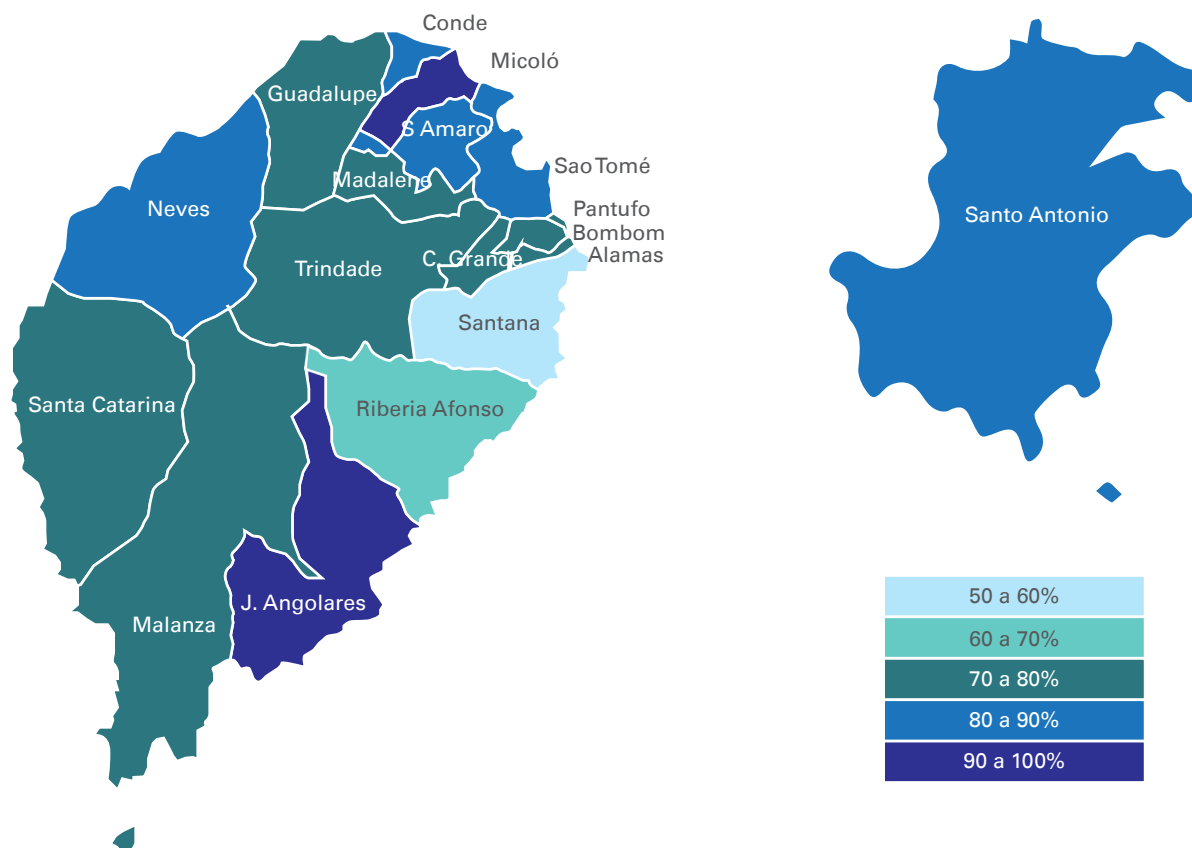 Conde
Micoló
Guadalupe
S Amaro
Sao Tomé
Madalene
Neves
Pantufo
Santo Antonio
Bombom
Alamas
C. Grande
Trindade
Santana
Santa Catarina
Riberia Afonso
50 a 60%
J. Angolares
Malanza
60 a 70%
70 a 80%
80 a 90%
90 a 100%